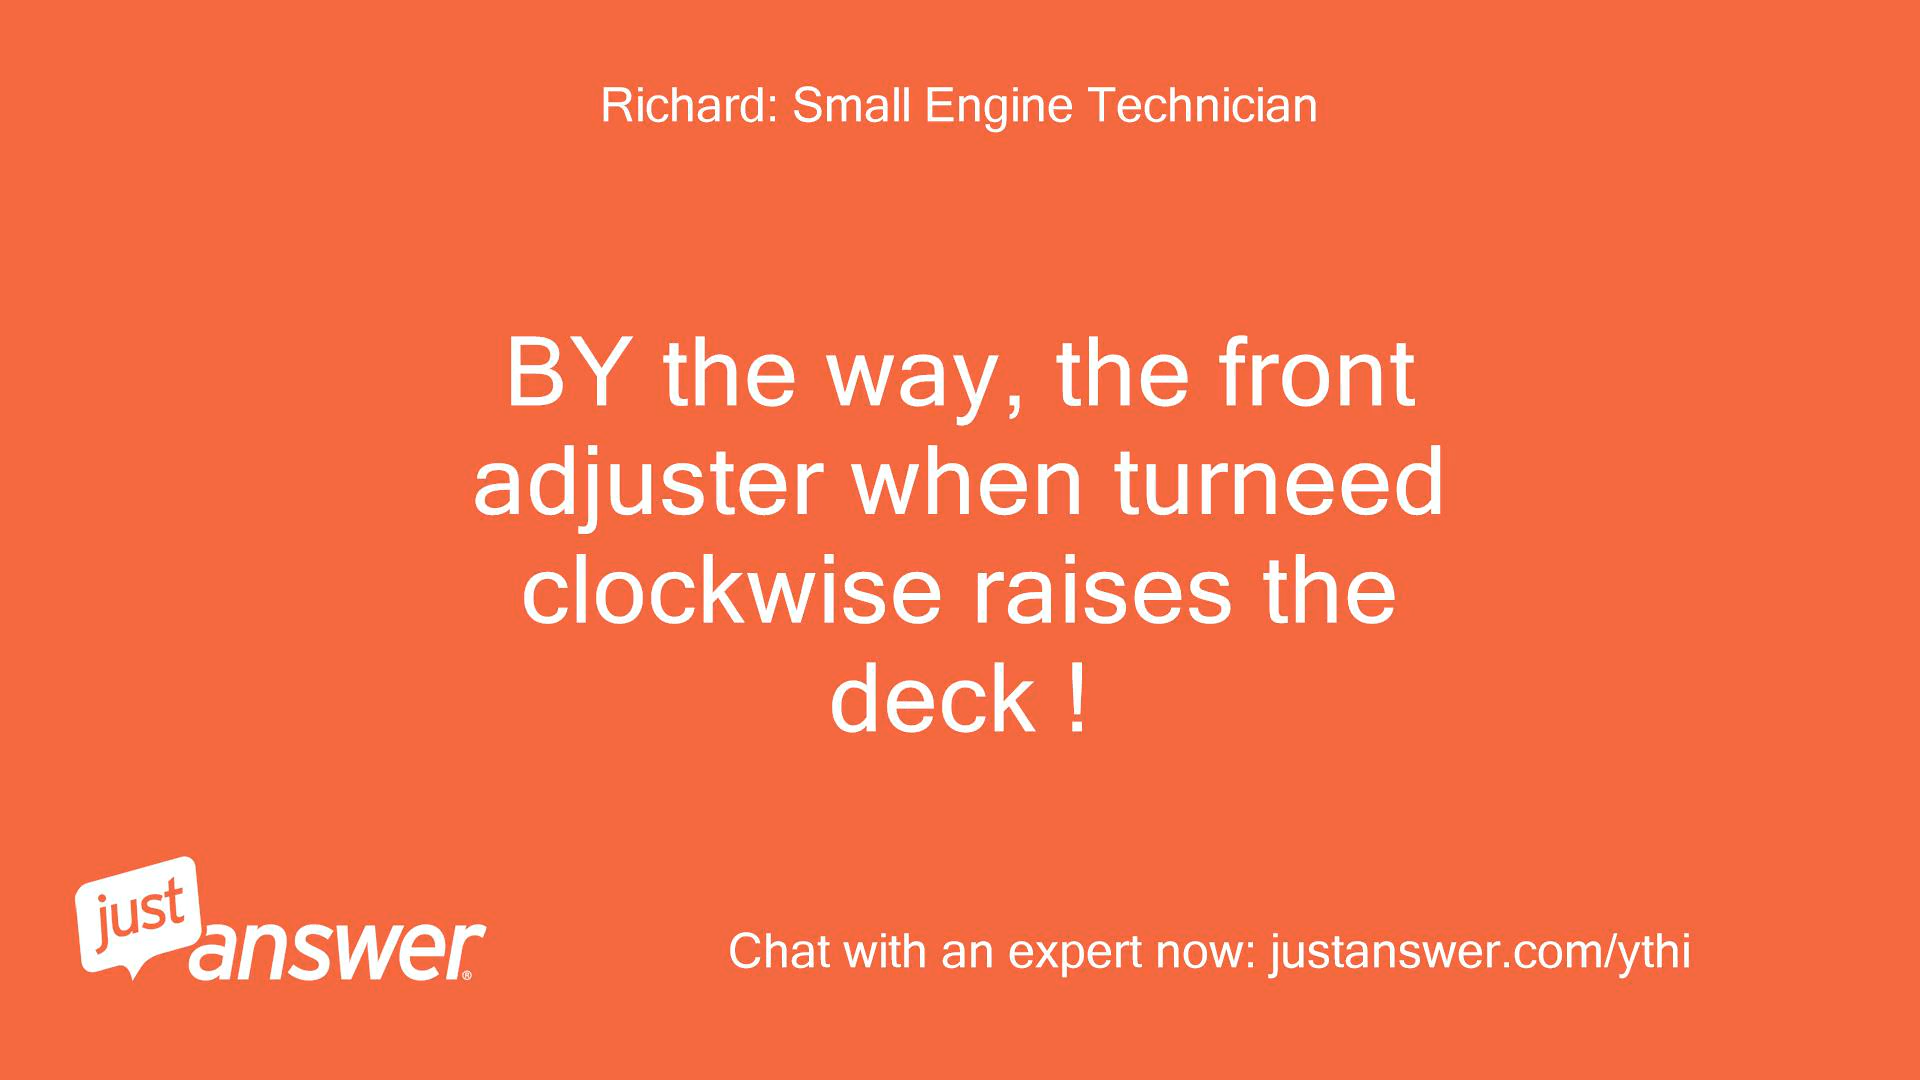 Richard: Small Engine Technician
BY the way, the front
adjuster when turneed
clockwise raises the
deck !
just
answer®
Chat with an expert now: justanswer.com/ythi